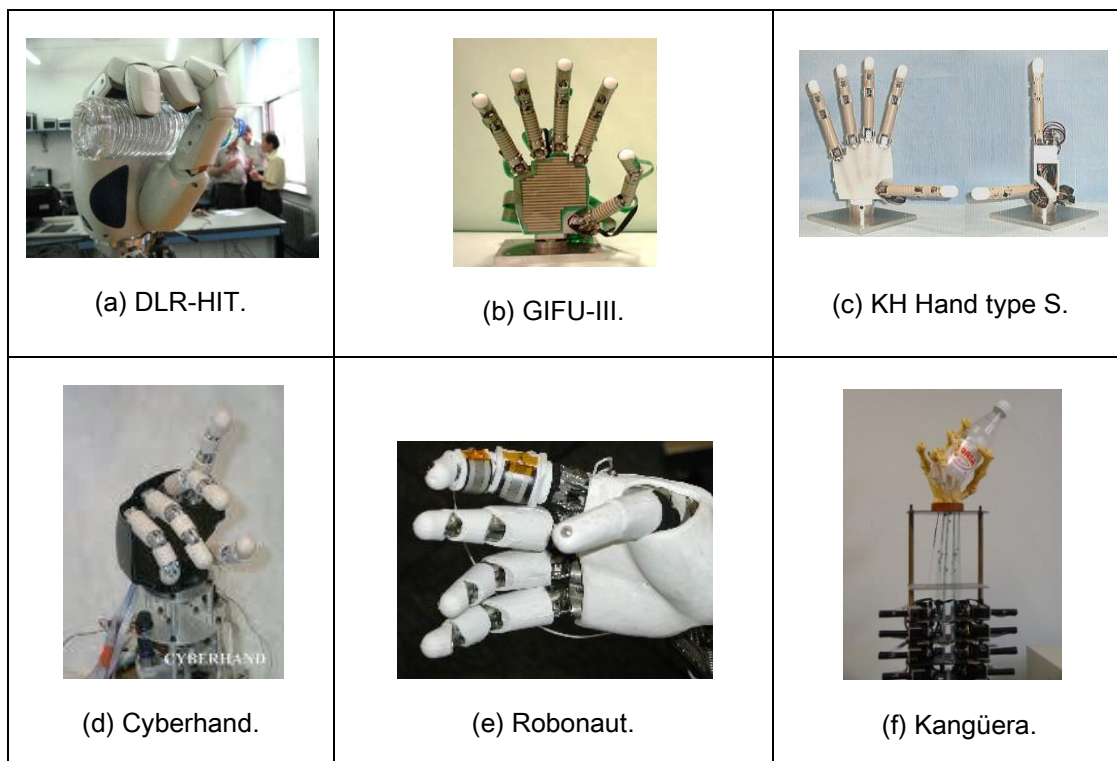 (a) DLR-HIT.
(b) GIFU-III.
(c) KH Hand type S.
CYBERHAND
(d) Cyberhand.
(e) Robonaut.
(f) Kangüera.